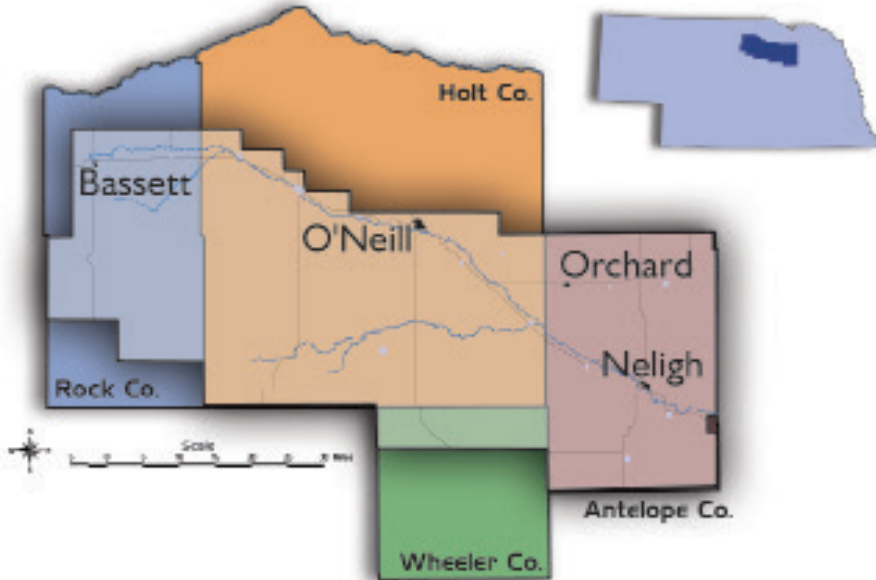 Holt Co.
Bassett
O'Neill
Orchard
Neligh
Rock Co.
Scale
Antelope Co.
Wheeler Co.